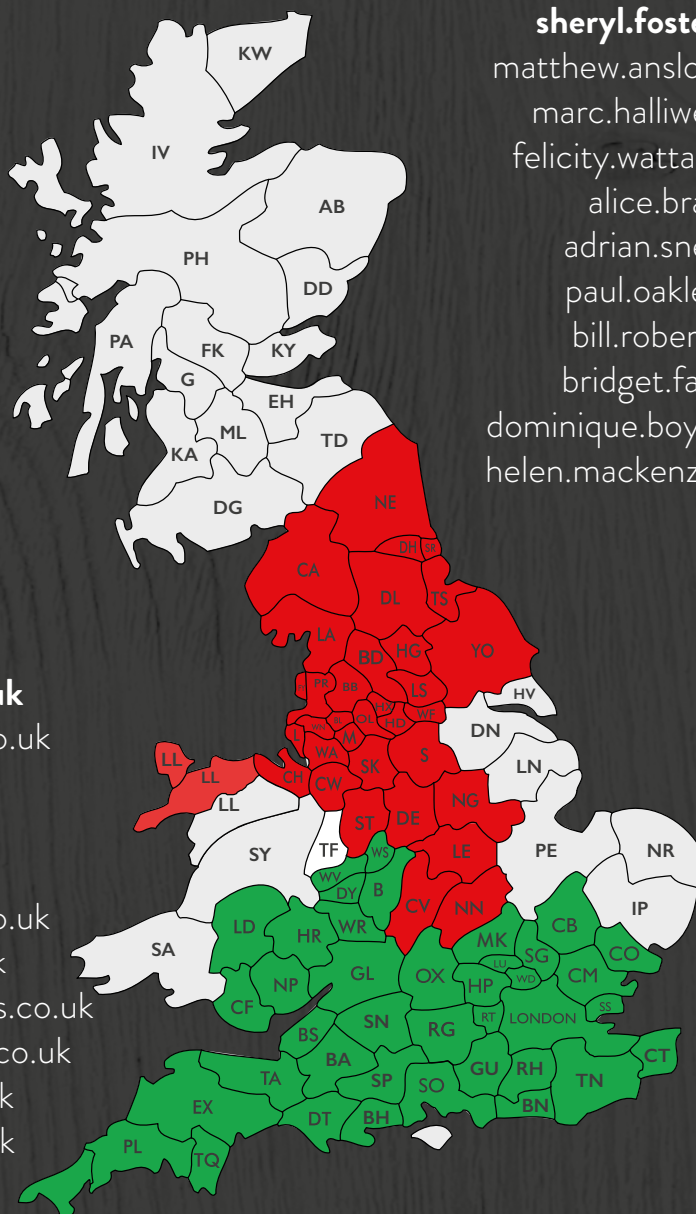 sheryl.foste
matthew.anslo
marc.halliwe
felicity.watta
alice.bra
adrian.sne
paul.oakle
bill.rober
bridget.fa
dominique.boy
helen.mackenz
KW
IV
AB
PH
DD
PA
FK
KY
G
EH
ML
TD
KA
DG
NE
DH
SR
CA
DL
TS
LA
BD
HG
YO
PR
BB
LS
HX
WF
OL
HD
WN
BL
L
M
WA
SK
S
HV
DN
LN
uk
o.uk
LL
LL
LL
CH
CW
ST
DE
NG
SY
TF
WS
LE
PE
NR
WV
DY
B
CV
NN
IP
o.uk
k
s.co.uk
co.uk
k
k
SA
LD
HR
WR
MK
CB
CO
SG
LU
WD
CM
CF
NP
GL
OX
HP
SS
BS
SN
RG
RT
LONDON
BA
TA
SP
SO
GU
RH
CT
TN
EX
DT
BH
BN
PL
TQ